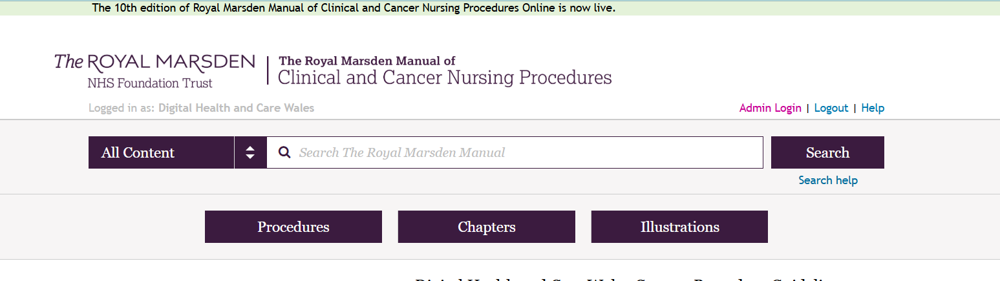 The 10th edition of Royal Marsden Manual of Clinical and Cancer Nursing Procedures Online is now live.
The ROYAL MARSDEN
NHS Foundation Trust
The Royal Marsden Manual of
Clinical and Cancer Nursing Procedures
Logged in as: Digital Health and Care Wales
Admin Login | Logout | Help
All Content
Search The Royal Marsden Manual
Search
Search help
Procedures
Chapters
Illustrations